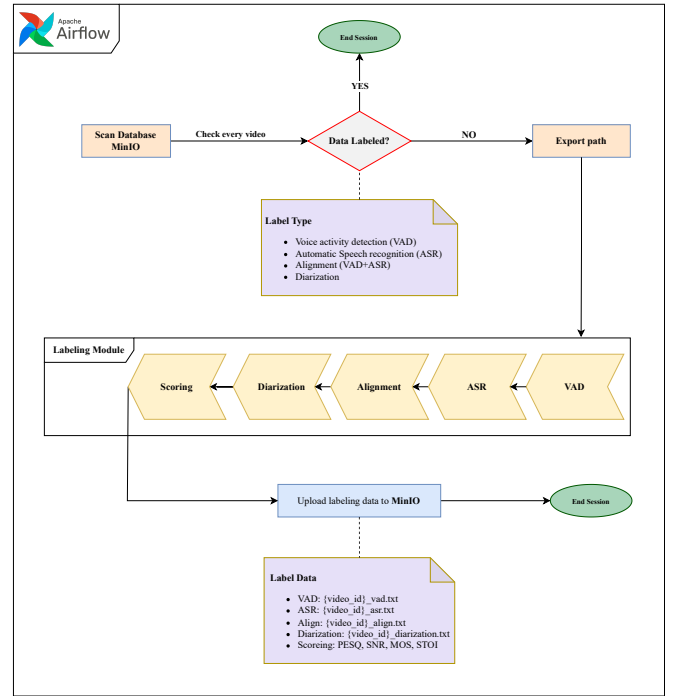 Apache
Airflow
End Session
YES
Scan Database
MinIO
Check every video
Data Labeled?
NO
Export path
Label Type
• Voice activity detection (VAD)
• Automatic Speech recognition (ASR)
• Alignment (VAD+ASR)
• Diarization
Labeling Module
Scoring
Diarization
Alignment
ASR
VAD
Upload labeling data to MinIO
End Session
Label Data
• VAD: {video_id}_vad.txt
• ASR: {video_id}_asr.txt
• Align: {video_id}_align.txt
• Diarization: {video_id}_diarization.txt
• Scoreing: PESQ, SNR, MOS, STOI